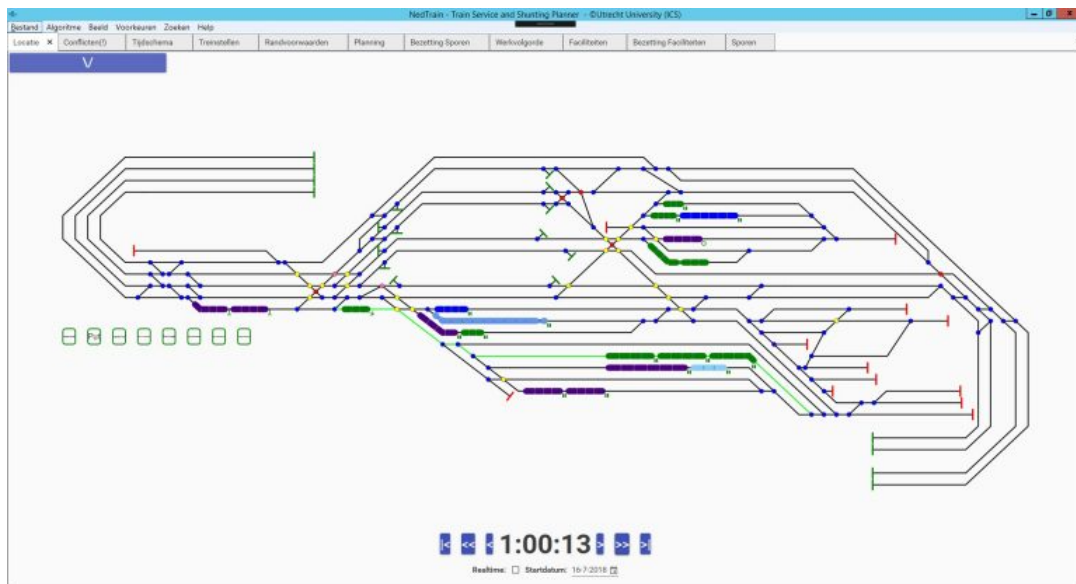 NedTrain - Train Service and Shunting Planner - ©Utrecht University (ICS)
Bestand Algoritme Beeld Voorkeuren Zoeken Help
Locatie × Conflicten(!) Tijdschema Treinstellen Randvoorwaarden Planning Bezetting Sporen Werkvolgorde Faciliteiten Bezetting Faciliteiten Sporen
\/
|< << < 1:00:13 > >> >|
Realtime: Startdatum: 16-7-2018